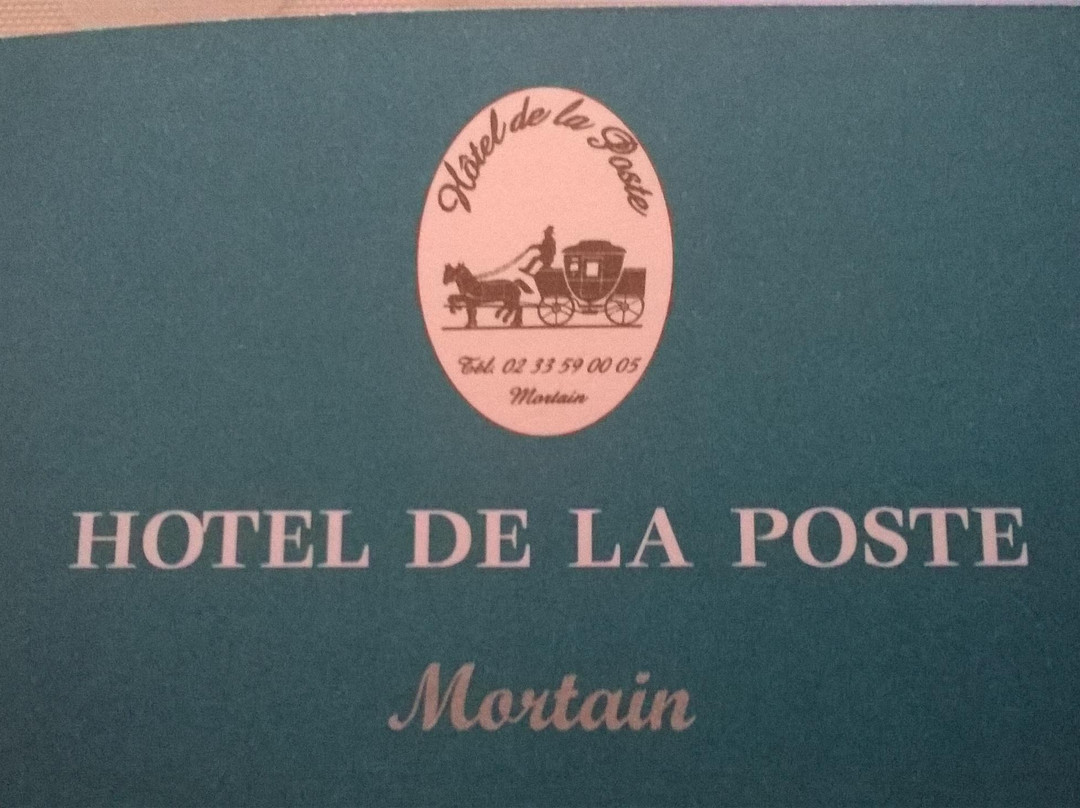 Hôtel de la Poste
Tél. 02 33 59 00 05
Mortain
HOTEL DE LA POSTE
Mortain